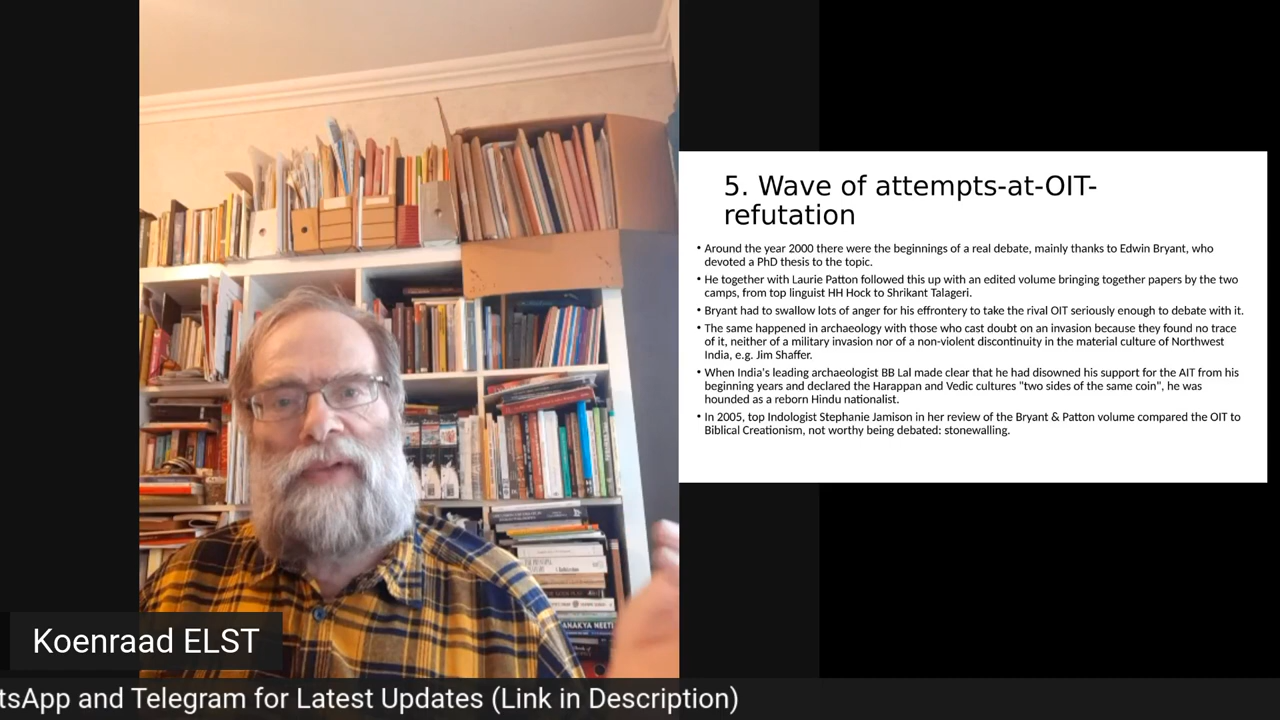 5. Wave of attempts-at-OIT-
refutation
• Around the year 2000 there were the beginnings of a real debate, mainly thanks to Edwin Bryant, who
devoted a PhD thesis to the topic.
• He together with Laurie Patton followed this up with an edited volume bringing together papers by the two
camps, from top linguist HH Hock to Shrikant Talageri.
• Bryant had to swallow lots of anger for his effrontery to take the rival OIT seriously enough to debate with it.
• The same happened in archaeology with those who cast doubt on an invasion because they found no trace
of it, neither of a military invasion nor of a non-violent discontinuity in the material culture of Northwest
India, e.g. Jim Shaffer.
• When India's leading archaeologist BB Lal made clear that he had disowned his support for the AIT from his
beginning years and declared the Harappan and Vedic cultures "two sides of the same coin", he was
hounded as a reborn Hindu nationalist.
• In 2005, top Indologist Stephanie Jamison in her review of the Bryant & Patton volume compared the OIT to
Biblical Creationism, not worthy being debated: stonewalling.
ANAKYA NEETI
Koenraad ELST
tsApp and Telegram for Latest Updates (Link in Description)